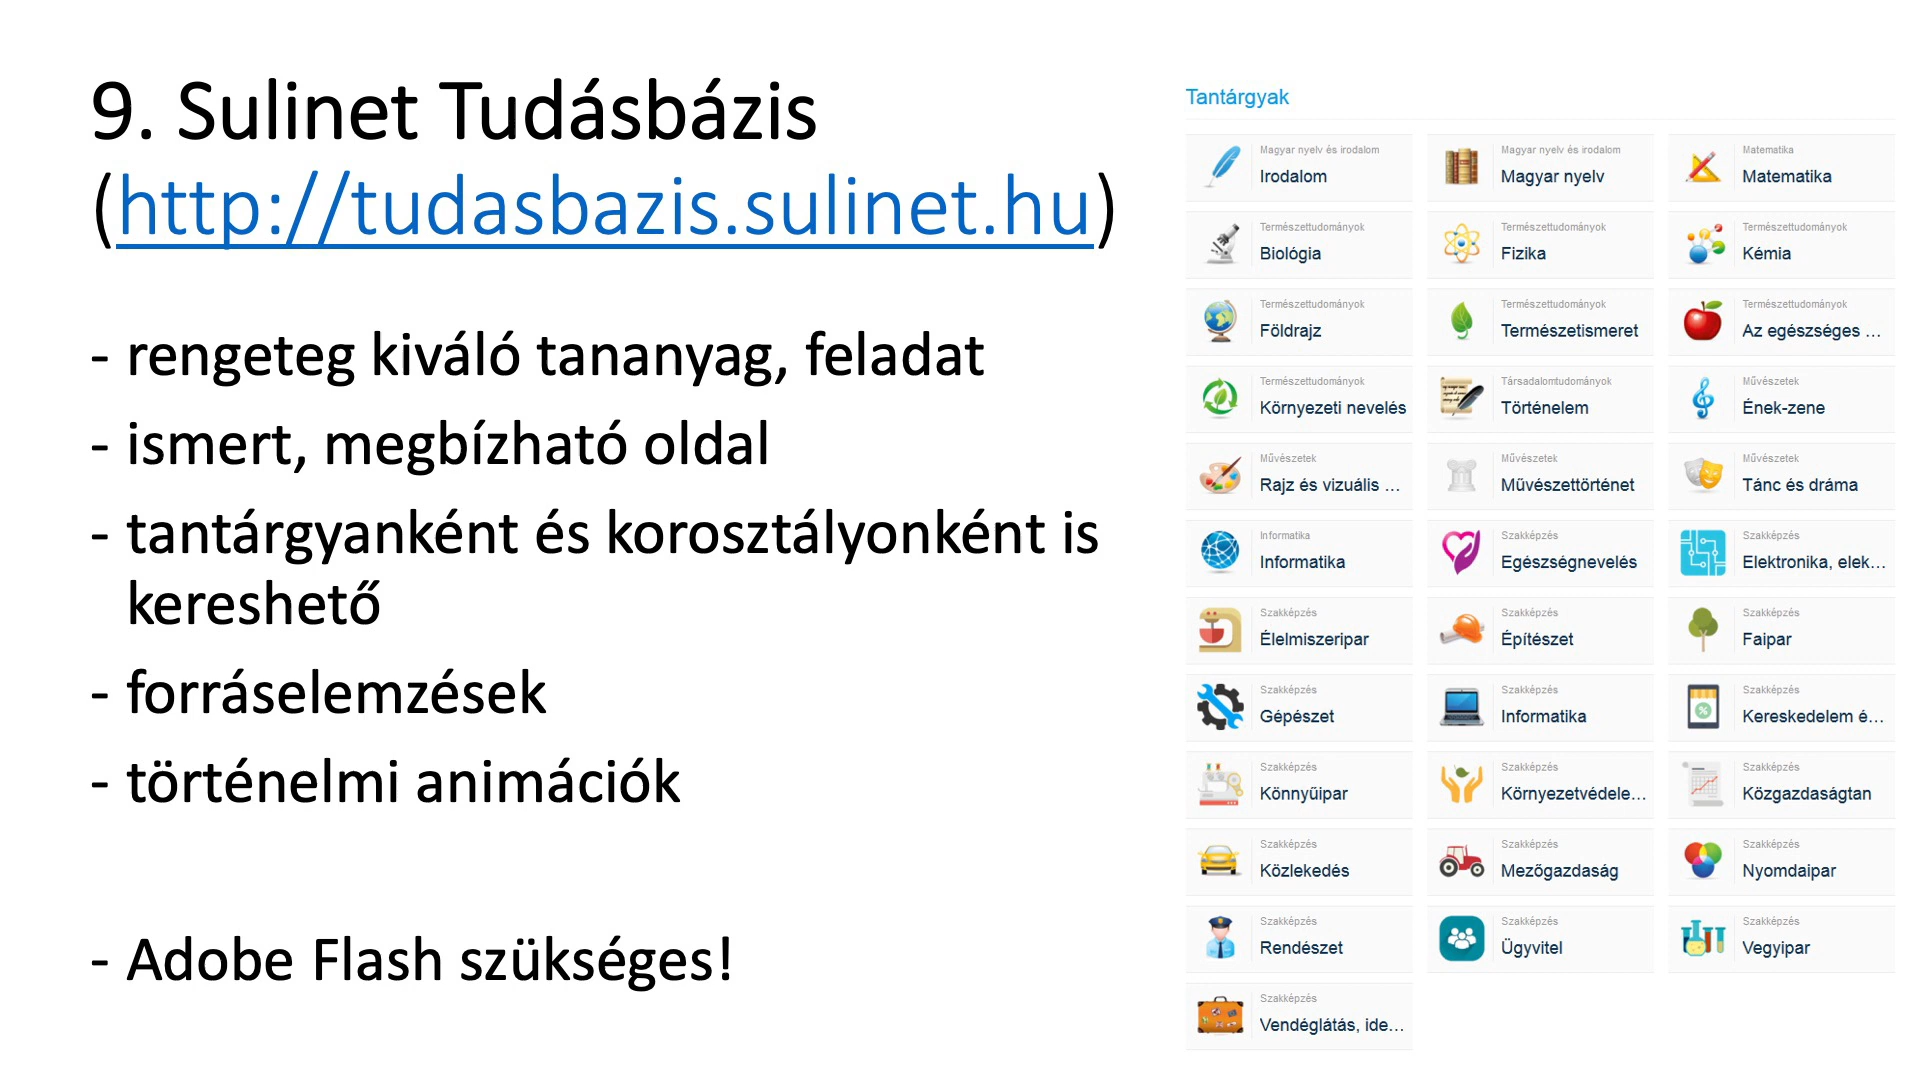 9. Sulinet Tudásbázis
(http://tudasbazis.sulinet.hu)
- rengeteg kiváló tananyag, feladat
- ismert, megbízható oldal
- tantárgyanként és korosztályonként is
kereshető
- forráselemzések
- történelmi animációk
- Adobe Flash szükséges!
Tantárgyak
Magyar nyelv és irodalom
Irodalom
Magyar nyelv és irodalom
Magyar nyelv
Matematika
Matematika
Természettudományok
Biológia
Természettudományok
Fizika
Természettudományok
Kémia
Természettudományok
Földrajz
Természettudományok
Természetismeret
Természettudományok
Az egészséges ...
Természettudományok
Környezeti nevelés
Társadalomtudományok
Történelem
Művészetek
Ének-zene
Művészetek
Rajz és vizuális ...
Művészetek
Művészettörténet
Művészetek
Tánc és dráma
Informatika
Informatika
Szakképzés
Egészségnevelés
Szakképzés
Elektronika, elek...
Szakképzés
Élelmiszeripar
Szakképzés
Építészet
Szakképzés
Faipar
Szakképzés
Gépészet
Szakképzés
Informatika
Szakképzés
Kereskedelem é...
Szakképzés
Könnyűipar
Szakképzés
Környezetvédele...
Szakképzés
Közgazdaságtan
Szakképzés
Közlekedés
Szakképzés
Mezőgazdaság
Szakképzés
Nyomdaipar
Szakképzés
Rendészet
Szakképzés
Ügyvitel
Szakképzés
Vegyipar
Szakképzés
Vendéglátás, ide...